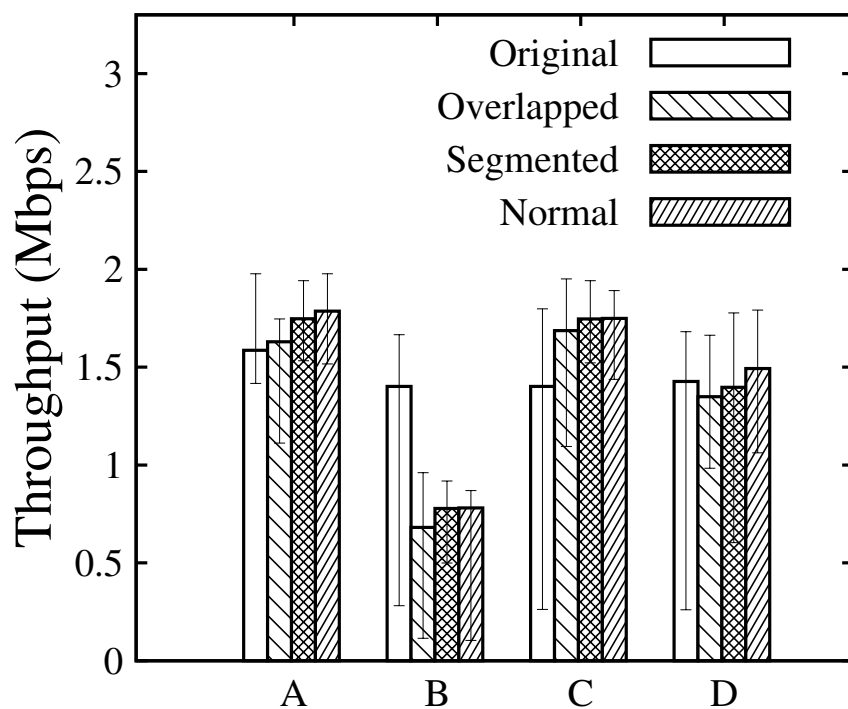 Throughput (Mbps)
3
2.5
2
1.5
1
0.5
0
Original
Overlapped
Segmented
Normal
A B C D